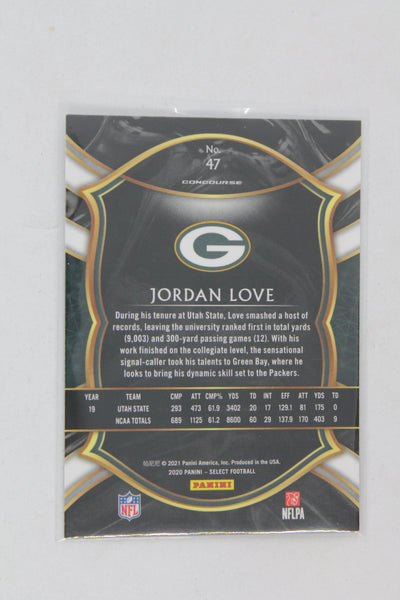 No.
47
CONCOURSE
G
JORDAN LOVE
During his tenure at Utah State, Love smashed a host of
records, leaving the university ranked first in total yards
(9,003) and 300-yard passing games (12). With his
work finished on the collegiate level, the sensational
signal-caller took his talents to Green Bay, where he
looks to bring his dynamic skill set to the Packers.
YEAR TEAM CMP ATT CMP% YDS TD INT EFF ATT YDS TD
19 UTAH STATE 293 473 61.9 3402 20 17 129.1 81 175 0
NCAA TOTALS 689 1125 61.2 8600 60 29 137.9 170 403 9
© 2021 Panini America, Inc. Produced in the USA.
2020 PANINI – SELECT FOOTBALL
PANINI
NFL
NFLPA